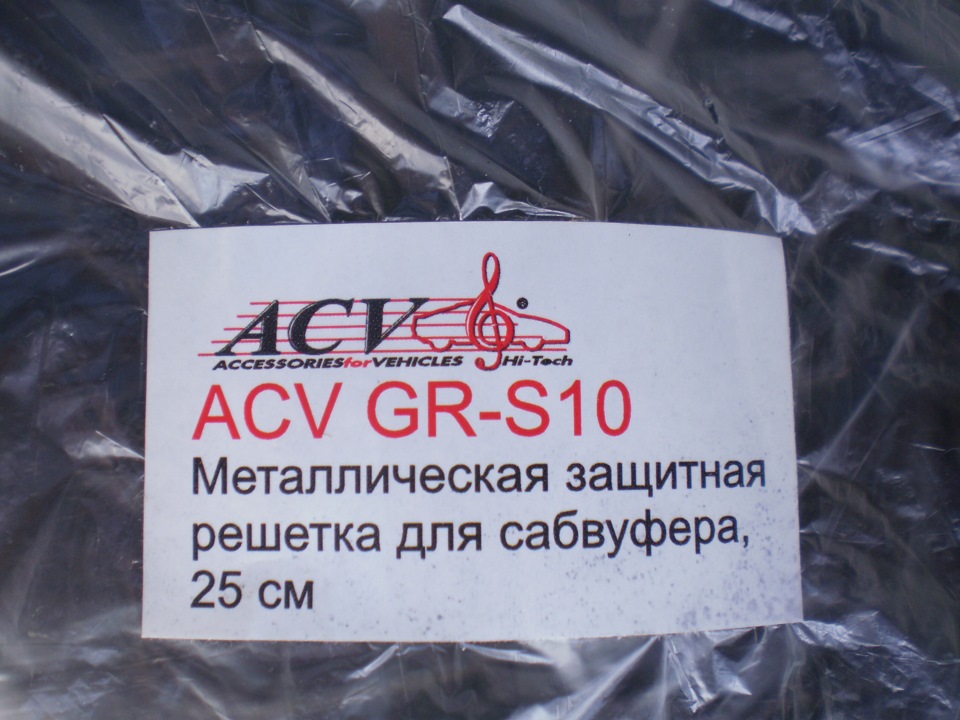 ACV
ACCESSORIESforVEHICLES Hi-Tech
ACV GR-S10
Металлическая защитная
решетка для сабвуфера,
25 см